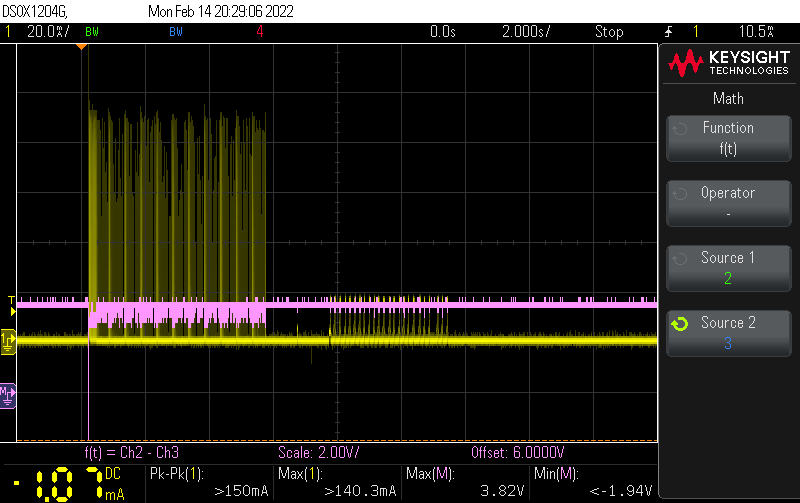 DSOX1204G, Mon Feb 14 20:29:06 2022
1 20.0%/ BW BW 4 0.0s 2.000s/ Stop 1 10.5%
KEYSIGHT
TECHNOLOGIES
Math
Function
f(t)
Operator
-
Source 1
2
Source 2
3
T
1
M
f(t) = Ch2 - Ch3 Scale: 2.00V/ Offset: 6.0000V
-1.07 DC mA
Pk-Pk(1): Max(1): Max(M): Min(M):
>150mA >140.3mA 3.82V <-1.94V